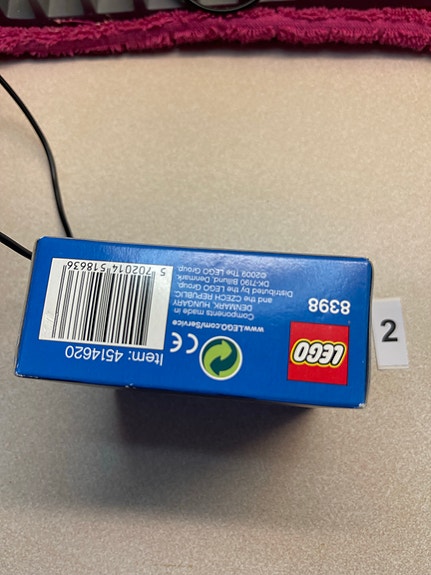 LEGO
8398
www.LEGO.com/Service
Components made in
DENMARK, HUNGARY
and the CZECH REPUBLIC.
Distributed by the LEGO Group,
DK-7190 Billund, Denmark.
©2009 The LEGO Group.
CE
Item: 4514620
5 702014 518636
2